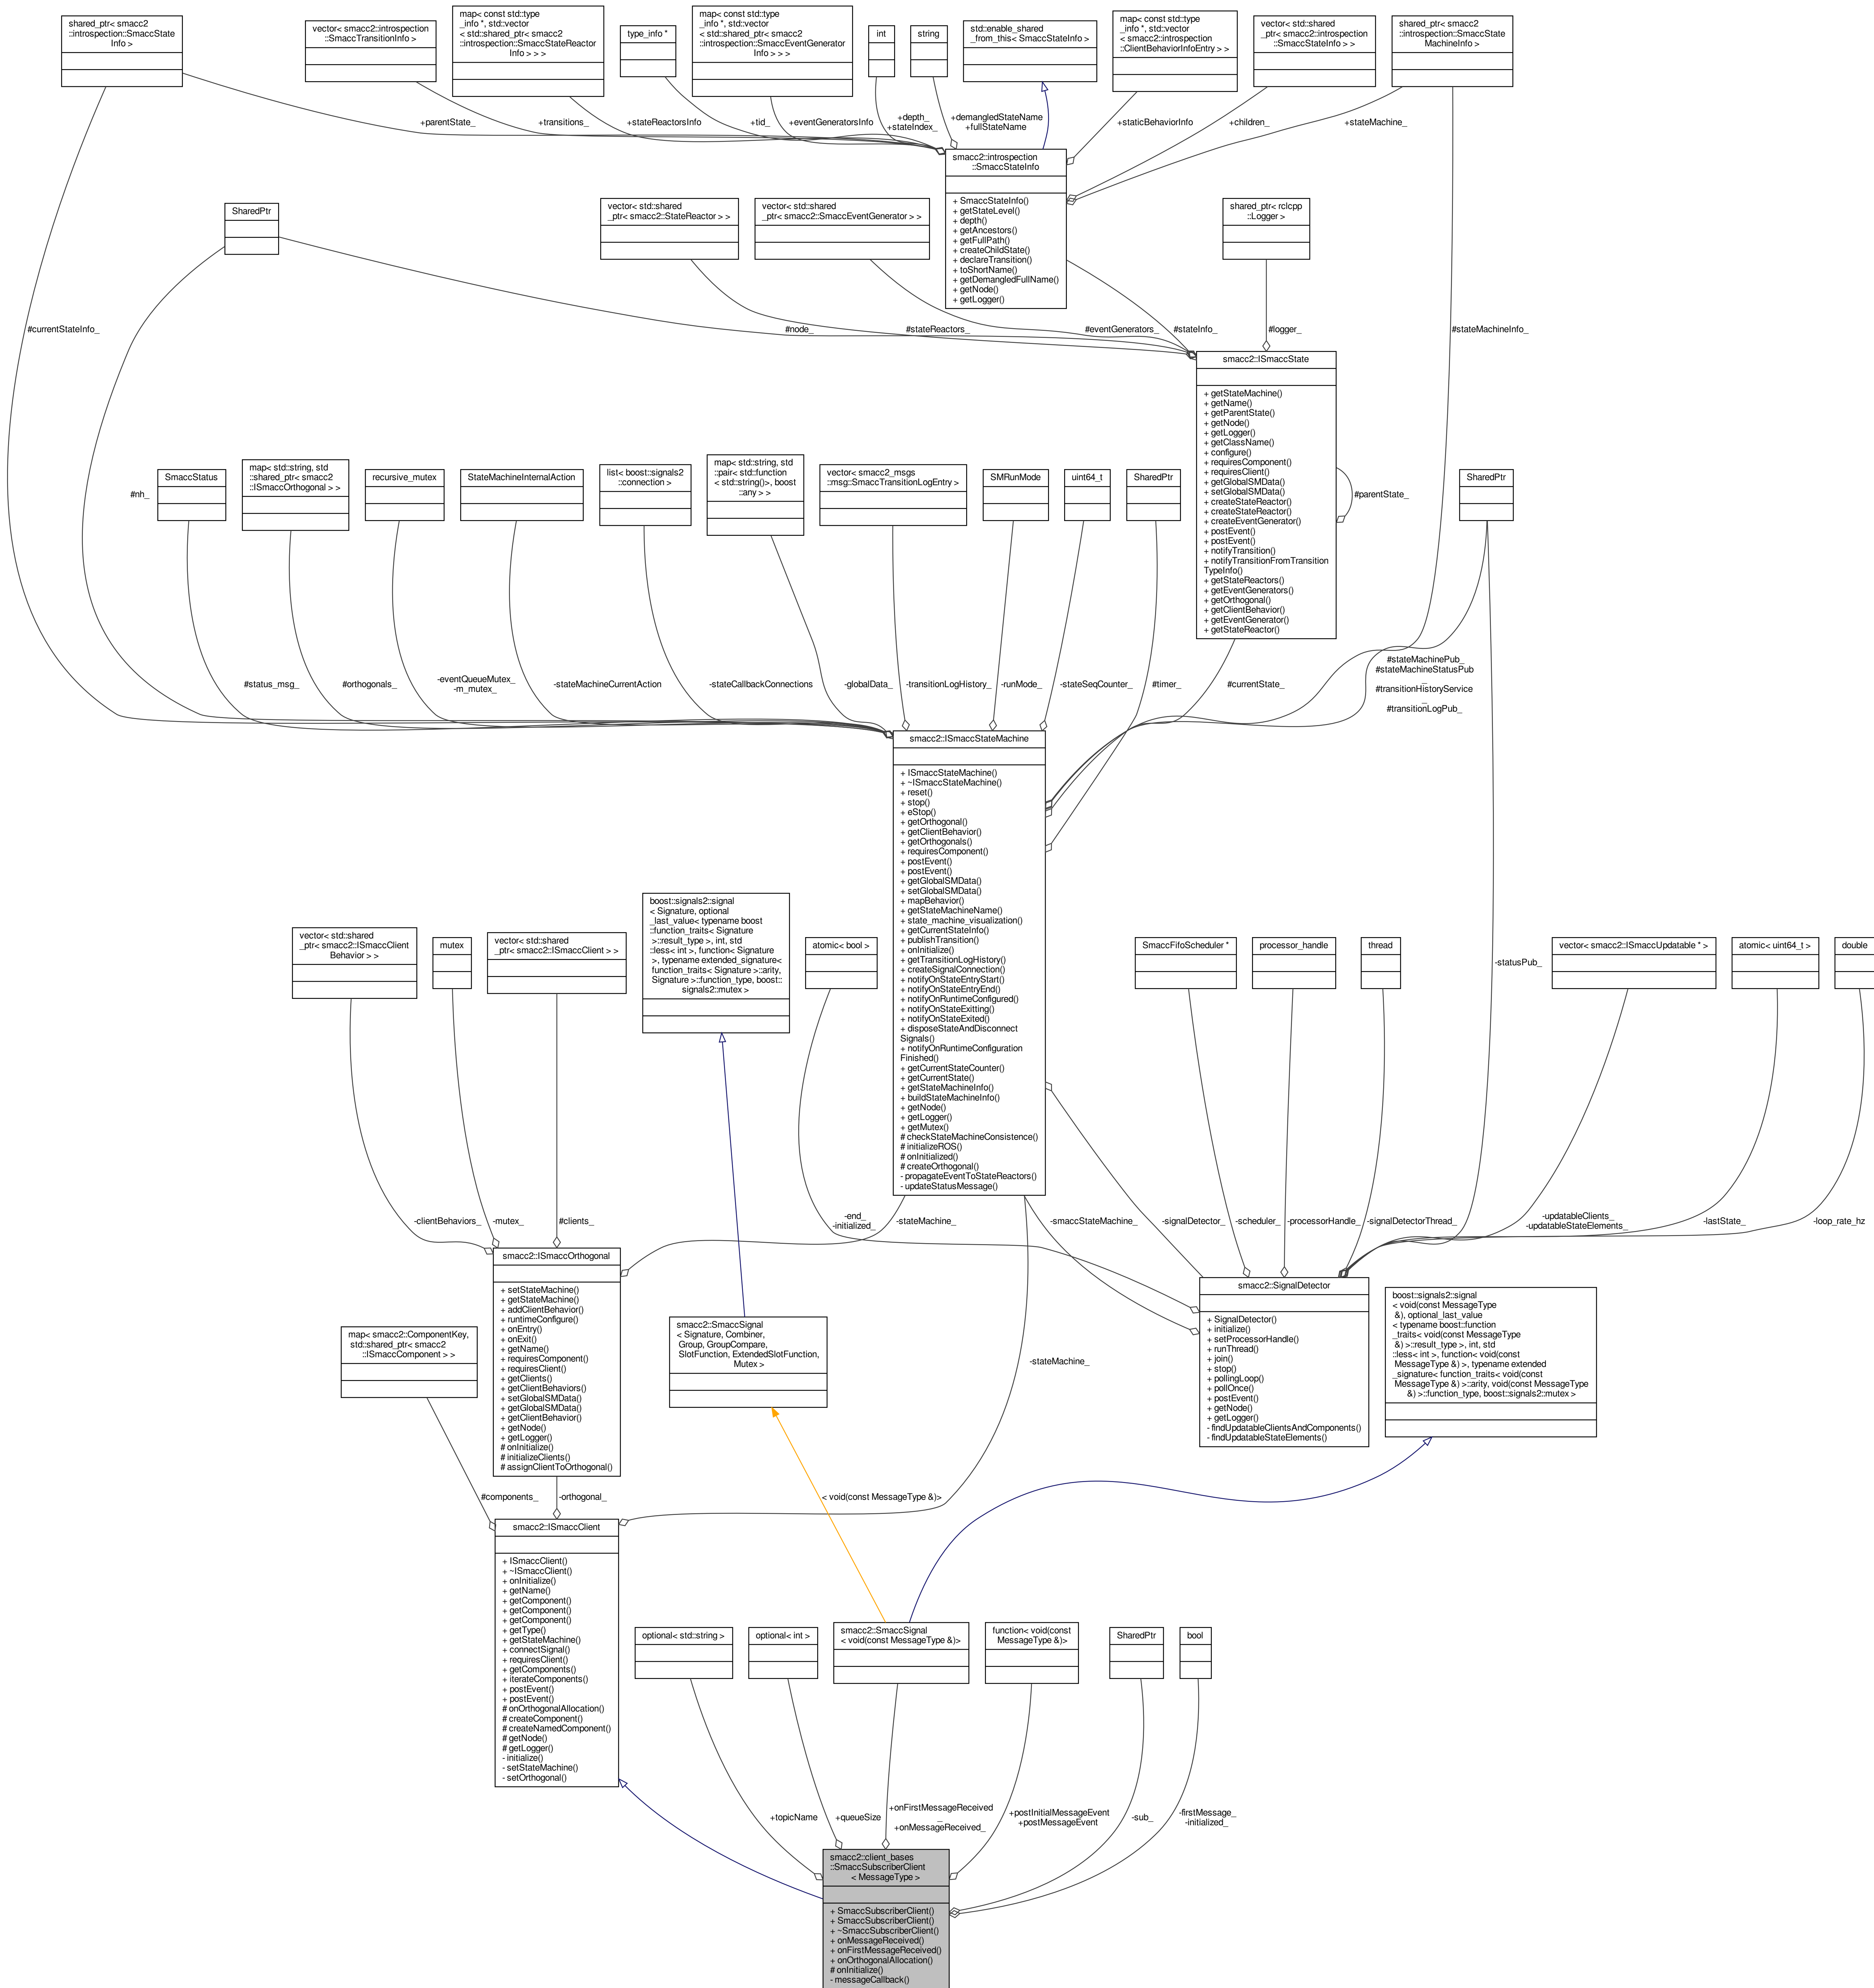 shared_ptr< smacc2
::introspection::SmaccState
Info >
vector< smacc2::introspection
::SmaccTransitionInfo >
map< const std::type
_info *, std::vector
< std::shared_ptr< smacc2
::introspection::SmaccStateReactor
Info > > >
type_info *
map< const std::type
_info *, std::vector
< std::shared_ptr< smacc2
::introspection::SmaccEventGenerator
Info > > >
int
string
std::enable_shared
_from_this< SmaccStateInfo >
map< const std::type
_info *, std::vector
< smacc2::introspection
::ClientBehaviorInfoEntry > >
vector< std::shared
_ptr< smacc2::introspection
::SmaccStateInfo > >
shared_ptr< smacc2
::introspection::SmaccState
MachineInfo >
+parentState_
+transitions_
+stateReactorsInfo
+tid_
+eventGeneratorsInfo
+depth_
+stateIndex_
+demangledStateName
+fullStateName
+staticBehaviorInfo
+children_
+stateMachine_
smacc2::introspection
::SmaccStateInfo
+ SmaccStateInfo()
+ getStateLevel()
+ depth()
+ getAncestors()
+ getFullPath()
+ createChildState()
+ declareTransition()
+ toShortName()
+ getDemangledFullName()
+ getNode()
+ getLogger()
SharedPtr
vector< std::shared
_ptr< smacc2::StateReactor > >
vector< std::shared
_ptr< smacc2::SmaccEventGenerator > >
shared_ptr< rclcpp
::Logger >
#currentStateInfo_
#node_
#stateReactors_
#eventGenerators_
#stateInfo_
#logger_
#stateMachineInfo_
smacc2::ISmaccState
+ getStateMachine()
+ getName()
+ getParentState()
+ getNode()
+ getLogger()
+ getClassName()
+ configure()
+ requiresComponent()
+ requiresClient()
+ getGlobalSMData()
+ setGlobalSMData()
+ createStateReactor()
+ createStateReactor()
+ createEventGenerator()
+ postEvent()
+ postEvent()
+ notifyTransition()
+ notifyTransitionFromTransition
TypeInfo()
+ getStateReactors()
+ getEventGenerators()
+ getOrthogonal()
+ getClientBehavior()
+ getEventGenerator()
+ getStateReactor()
#parentState_
#nh_
SmaccStatus
map< std::string, std
::shared_ptr< smacc2
::ISmaccOrthogonal > >
recursive_mutex
StateMachineInternalAction
list< boost::signals2
::connection >
map< std::string, std
::pair< std::function
< std::string()>, boost
::any > >
vector< smacc2_msgs
::msg::SmaccTransitionLogEntry >
SMRunMode
uint64_t
SharedPtr
SharedPtr
#status_msg_
#orthogonals_
-eventQueueMutex_
-m_mutex_
-stateMachineCurrentAction
-stateCallbackConnections
-globalData_
-transitionLogHistory_
-runMode_
-stateSeqCounter_
#timer_
#currentState_
#stateMachinePub_
#stateMachineStatusPub
_
#transitionHistoryService
_
#transitionLogPub_
smacc2::ISmaccStateMachine
+ ISmaccStateMachine()
+ ~ISmaccStateMachine()
+ reset()
+ stop()
+ eStop()
+ getOrthogonal()
+ getClientBehavior()
+ getOrthogonals()
+ requiresComponent()
+ postEvent()
+ postEvent()
+ getGlobalSMData()
+ setGlobalSMData()
+ mapBehavior()
+ getStateMachineName()
+ state_machine_visualization()
+ getCurrentStateInfo()
+ publishTransition()
+ onInitialize()
+ getTransitionLogHistory()
+ createSignalConnection()
+ notifyOnStateEntryStart()
+ notifyOnStateEntryEnd()
+ notifyOnRuntimeConfigured()
+ notifyOnStateExitting()
+ notifyOnStateExited()
+ disposeStateAndDisconnect
Signals()
+ notifyOnRuntimeConfiguration
Finished()
+ getCurrentStateCounter()
+ getCurrentState()
+ getStateMachineInfo()
+ buildStateMachineInfo()
+ getNode()
+ getLogger()
+ getMutex()
# checkStateMachineConsistence()
# initializeROS()
# onInitialized()
# createOrthogonal()
- propagateEventToStateReactors()
- updateStatusMessage()
vector< std::shared
_ptr< smacc2::ISmaccClient
Behavior > >
mutex
vector< std::shared
_ptr< smacc2::ISmaccClient > >
boost::signals2::signal
< Signature, optional
_last_value< typename boost
::function_traits< Signature
>::result_type >, int, std
::less< int >, function< Signature
>, typename extended_signature<
function_traits< Signature >::arity,
Signature >::function_type, boost::
signals2::mutex >
atomic< bool >
SmaccFifoScheduler *
processor_handle
thread
-statusPub_
vector< smacc2::ISmaccUpdatable * >
atomic< uint64_t >
double
-clientBehaviors_
-mutex_
#clients_
-stateMachine_
-end_
-initialized_
-smaccStateMachine_
-signalDetector_
-scheduler_
-processorHandle_
-signalDetectorThread_
-updatableClients_
-updatableStateElements_
-lastState_
-loop_rate_hz
smacc2::ISmaccOrthogonal
+ setStateMachine()
+ getStateMachine()
+ addClientBehavior()
+ runtimeConfigure()
+ onEntry()
+ onExit()
+ getName()
+ requiresComponent()
+ requiresClient()
+ getClients()
+ getClientBehaviors()
+ setGlobalSMData()
+ getGlobalSMData()
+ getClientBehavior()
+ getNode()
+ getLogger()
# onInitialize()
# initializeClients()
# assignClientToOrthogonal()
smacc2::SignalDetector
+ SignalDetector()
+ initialize()
+ setProcessorHandle()
+ runThread()
+ join()
+ stop()
+ pollingLoop()
+ pollOnce()
+ postEvent()
+ getNode()
+ getLogger()
- findUpdatableClientsAndComponents()
- findUpdatableStateElements()
boost::signals2::signal
< void(const MessageType
&), optional_last_value
< typename boost::function
_traits< void(const MessageType
&) >::result_type >, int, std
::less< int >, function< void(const
MessageType &) >, typename extended
_signature< function_traits< void(const
MessageType &) >::arity, void(const MessageType
&) >::function_type, boost::signals2::mutex >
map< smacc2::ComponentKey,
std::shared_ptr< smacc2
::ISmaccComponent > >
smacc2::SmaccSignal
< Signature, Combiner,
Group, GroupCompare,
SlotFunction, ExtendedSlotFunction,
Mutex >
-stateMachine_
#components_
-orthogonal_
< void(const MessageType &)>
smacc2::ISmaccClient
+ ISmaccClient()
+ ~ISmaccClient()
+ onInitialize()
+ getName()
+ getComponent()
+ getComponent()
+ getComponent()
+ getType()
+ getStateMachine()
+ connectSignal()
+ requiresClient()
+ getComponents()
+ iterateComponents()
+ postEvent()
+ postEvent()
# onOrthogonalAllocation()
# createComponent()
# createNamedComponent()
# getNode()
# getLogger()
- initialize()
- setStateMachine()
- setOrthogonal()
optional< std::string >
optional< int >
smacc2::SmaccSignal
< void(const MessageType &)>
function< void(const
MessageType &)>
SharedPtr
bool
+topicName
+queueSize
+onFirstMessageReceived
_
+onMessageReceived_
+postInitialMessageEvent
+postMessageEvent
-sub_
-firstMessage_
-initialized_
smacc2::client_bases
::SmaccSubscriberClient
< MessageType >
+ SmaccSubscriberClient()
+ SmaccSubscriberClient()
+ ~SmaccSubscriberClient()
+ onMessageReceived()
+ onFirstMessageReceived()
+ onOrthogonalAllocation()
# onInitialize()
- messageCallback()